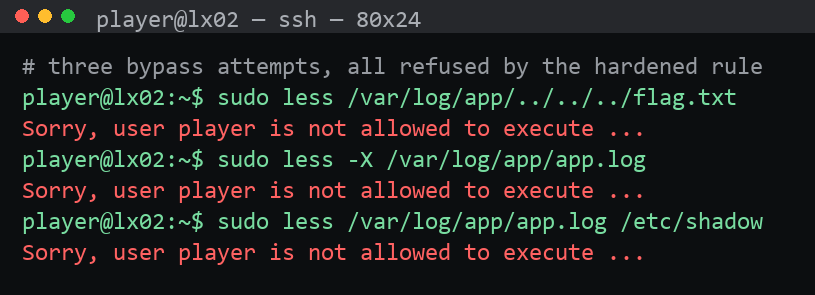 player@lx02 — ssh — 80x24
# three bypass attempts, all refused by the hardened rule
player@lx02:~$ sudo less /var/log/app/../../../flag.txt
Sorry, user player is not allowed to execute ...
player@lx02:~$ sudo less -X /var/log/app/app.log
Sorry, user player is not allowed to execute ...
player@lx02:~$ sudo less /var/log/app/app.log /etc/shadow
Sorry, user player is not allowed to execute ...